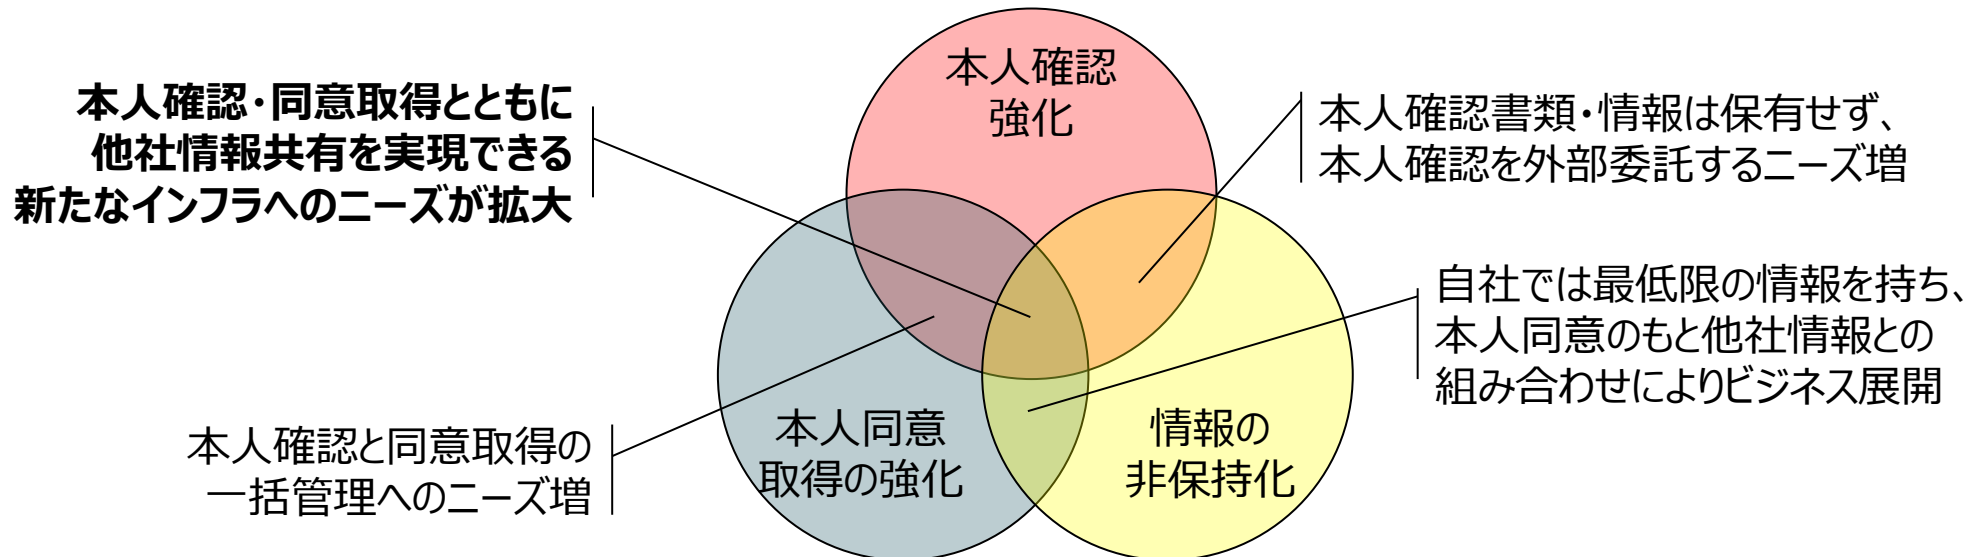 本人確認・同意取得とともに
他社情報共有を実現できる
新たなインフラへのニーズが拡大
本人確認
強化
本人確認書類・情報は保有せず、
本人確認を外部委託するニーズ増
自社では最低限の情報を持ち、
本人同意のもと他社情報との
組み合わせによりビジネス展開
本人確認と同意取得の
一括管理へのニーズ増
本人同意
取得の強化
情報の
非保持化